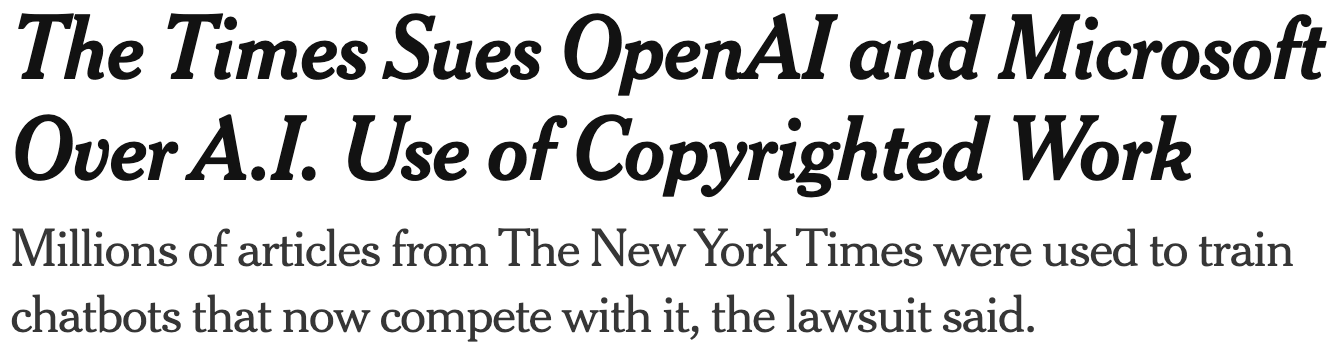 The Times Sues OpenAI and Microsoft
Over A.I. Use of Copyrighted Work
Millions of articles from The New York Times were used to train
chatbots that now compete with it, the lawsuit said.